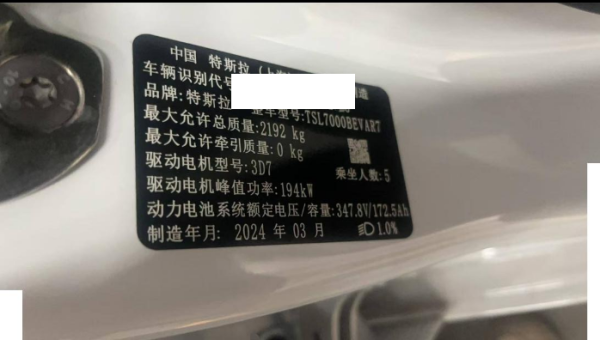 中国 特斯拉（上
车辆识别代号
品牌:特斯拉 整车型号:TSL7000BEVAR7
最大允许总质量:2192 kg
最大允许牵引质量:0 kg
驱动电机型号:3D7
乘坐人数:5
驱动电机峰值功率:194kW
动力电池系统额定电压/容量:347.8V/172.5Ah
制造年月: 2024 年 03 月
1.0%